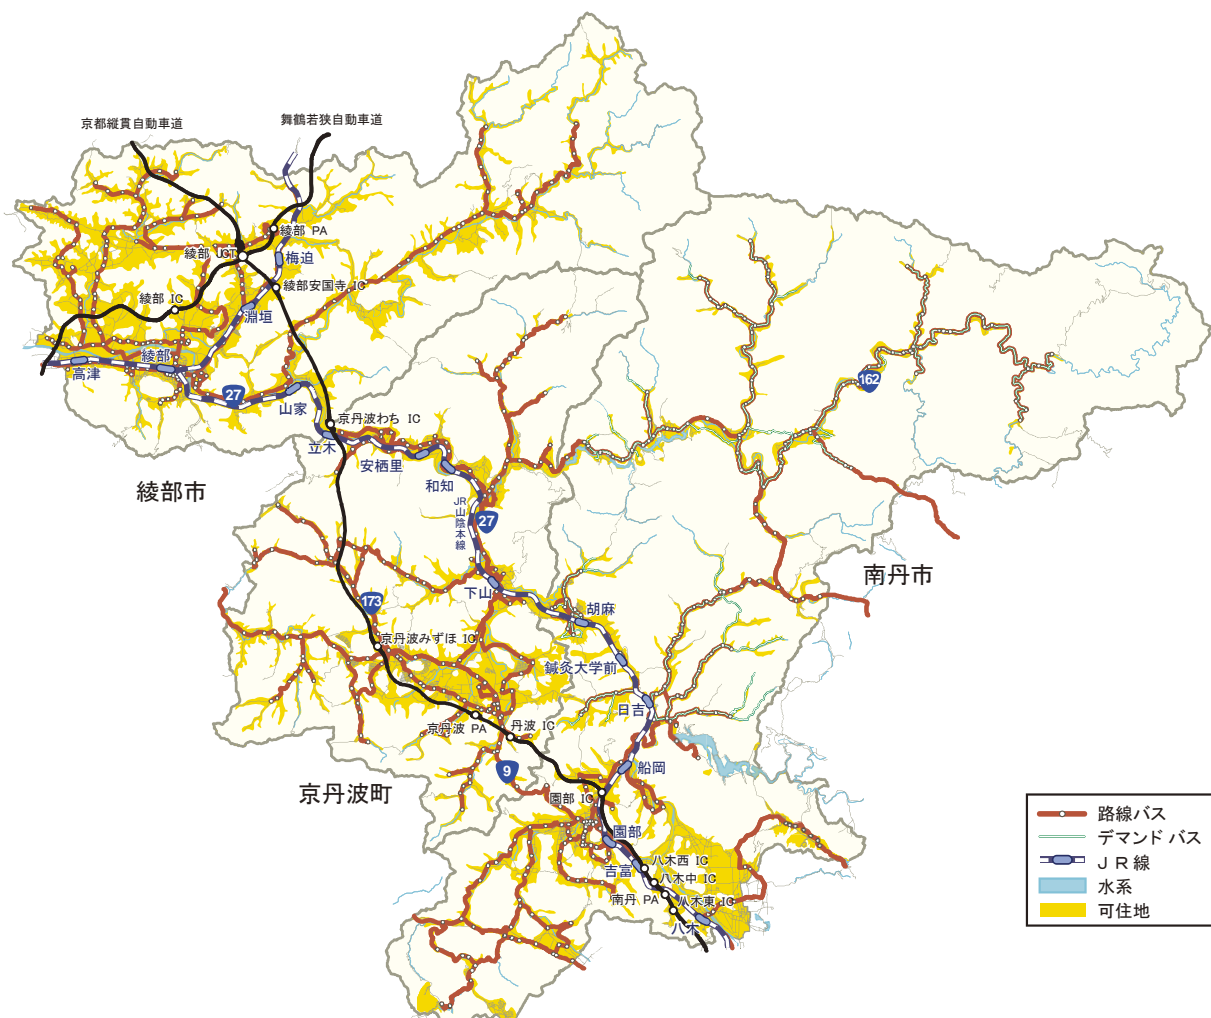 京都縦貫自動車道
舞鶴若狭自動車道
綾部 PA
綾部 JCT
梅迫
綾部安国寺 IC
綾部 IC
淵垣
綾部
高津
27
山家
162
京丹波わち IC
立木
安栖里
和知
綾部市
JR山陰本線
27
南丹市
下山
173
胡麻
京丹波みずほ IC
鍼灸大学前
日吉
京丹波 PA
丹波 IC
9
船岡
京丹波町
園部 IC
園部
八木西 IC
吉富
八木中 IC
南丹 PA
八木東 IC
八木
路線バス
デマンド バス
J R 線
水系
可住地